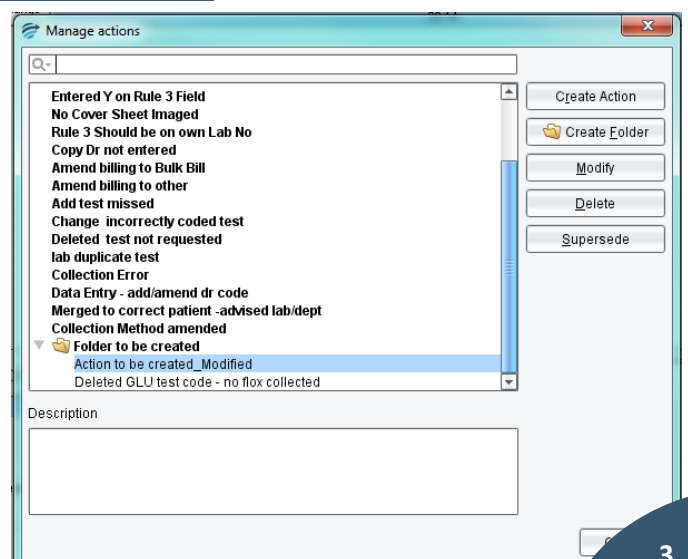 Manage actions
Entered Y on Rule 3 Field
No Cover Sheet Imaged
Rule 3 Should be on own Lab No
Copy Dr not entered
Amend billing to Bulk Bill
Amend billing to other
Add test missed
Change incorrectly coded test
Deleted test not requested
lab duplicate test
Collection Error
Data Entry - add/amend dr code
Merged to correct patient -advised lab/dept
Collection Method amended
Folder to be created
Action to be created_Modified
Deleted GLU test code - no flox collected
Create Action
Create Folder
Modify
Delete
Supersede
Description
3